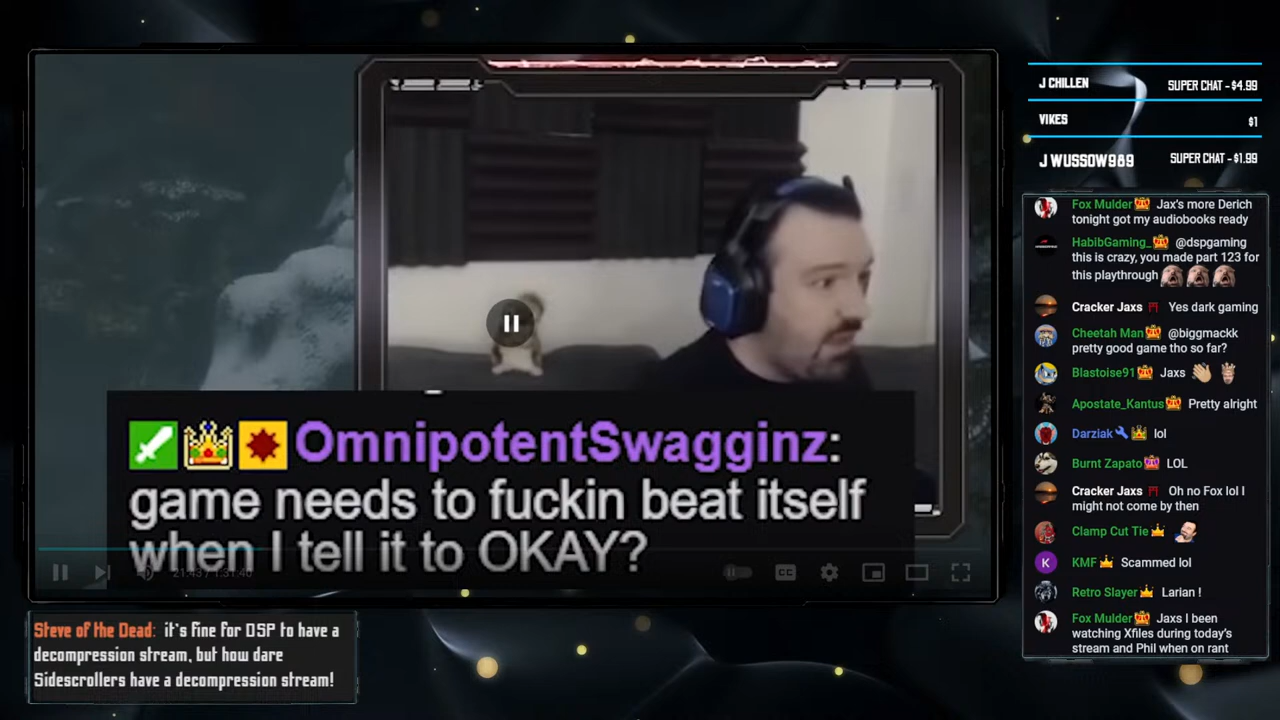 OmnipotentSwagginz:
game needs to fuckin beat itself
when I tell it to OKAY?
21:43 / 1:31:40
CC
Steve of the Dead: it's fine for DSP to have a
decompression stream, but how dare
Sidescrollers have a decompression stream!
J CHILLEN SUPER CHAT - $4.99
VIKES $1
J WUSSOW989 SUPER CHAT - $1.99
Fox Mulder Jax's more Derich
tonight got my audiobooks ready
HabibGaming_ @dspgaming
this is crazy, you made part 123 for
this playthrough
Cracker Jaxs Yes dark gaming
Cheetah Man @biggmackk
pretty good game tho so far?
Blastoise91 Jaxs
Apostate_Kantus Pretty alright
Darziak lol
Burnt Zapato LOL
Cracker Jaxs Oh no Fox lol I
might not come by then
Clamp Cut Tie
K
KMF Scammed lol
Retro Slayer Larian !
Fox Mulder Jaxs I been
watching Xfiles during today's
stream and Phil when on rant